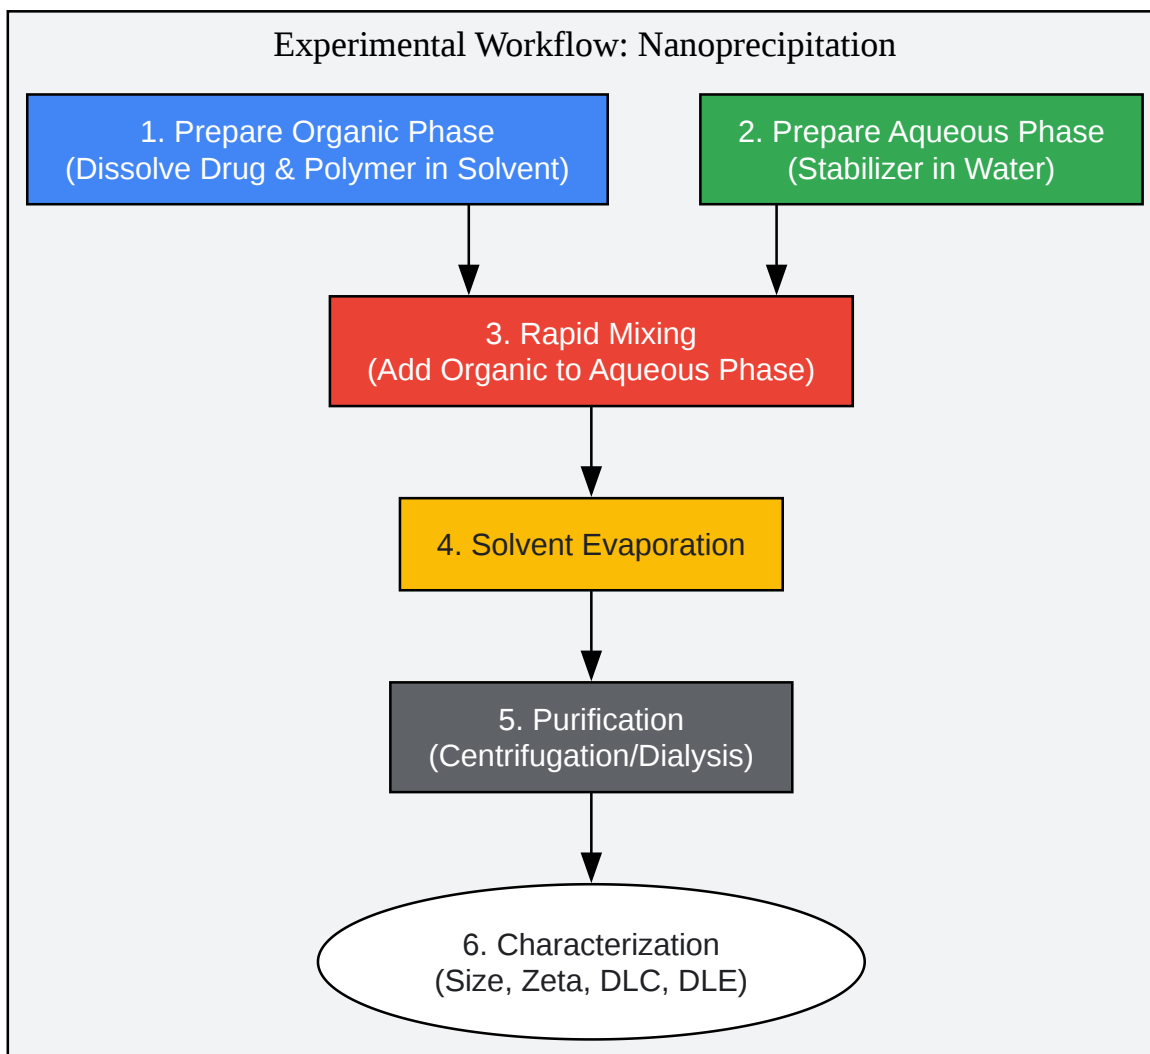 Experimental Workflow: Nanoprecipitation
1. Prepare Organic Phase
(Dissolve Drug & Polymer in Solvent)
2. Prepare Aqueous Phase
(Stabilizer in Water)
3. Rapid Mixing
(Add Organic to Aqueous Phase)
4. Solvent Evaporation
5. Purification
(Centrifugation/Dialysis)
6. Characterization
(Size, Zeta, DLC, DLE)